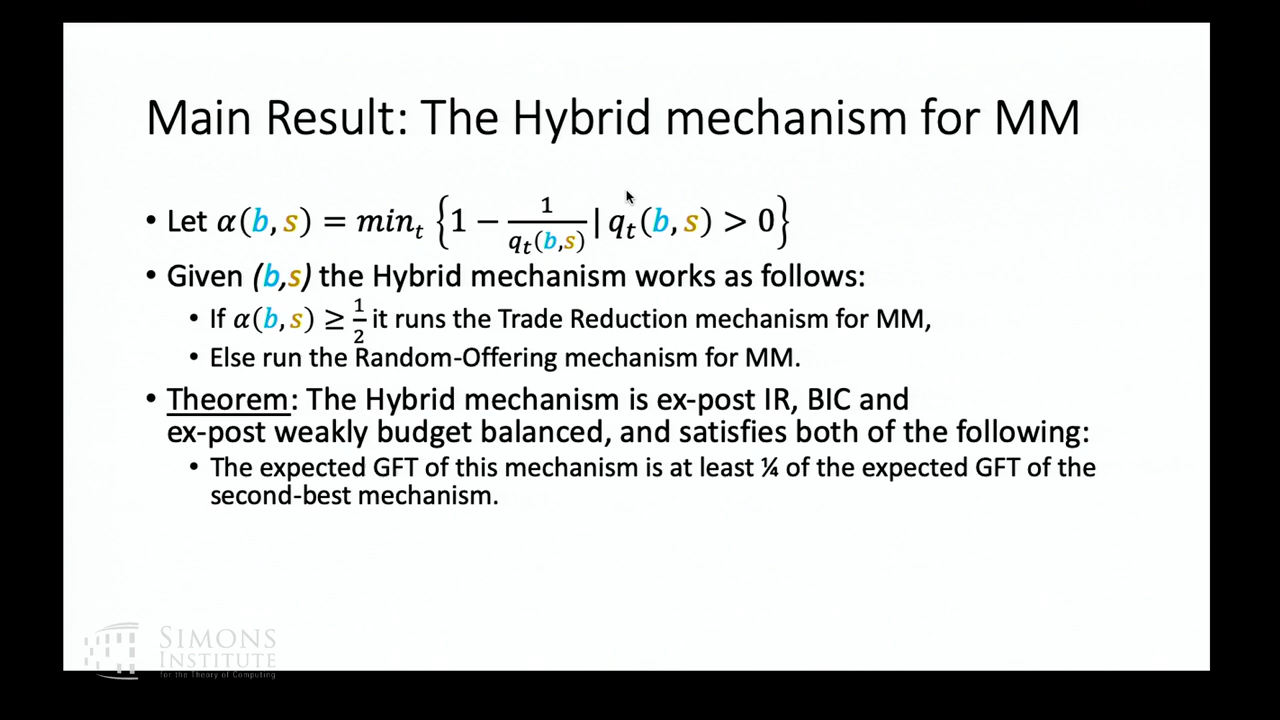 Main Result: The Hybrid mechanism for MM
• Let α(b, s) = min_t {1 − 1/q_t(b,s) | q_t(b, s) > 0}
• Given (b,s) the Hybrid mechanism works as follows:
• If α(b, s) ≥ 1/2 it runs the Trade Reduction mechanism for MM,
• Else run the Random-Offering mechanism for MM.
• Theorem: The Hybrid mechanism is ex-post IR, BIC and
ex-post weakly budget balanced, and satisfies both of the following:
• The expected GFT of this mechanism is at least ¼ of the expected GFT of the
second-best mechanism.
SIMONS
INSTITUTE
for the Theory of Computing